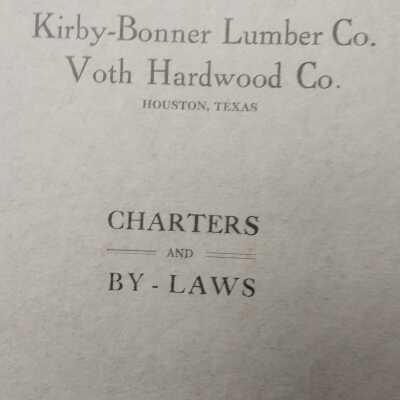 Kirby-Bonner Lumber Co.
Voth Hardwood Co.
HOUSTON, TEXAS
CHARTERS
AND
BY - LAWS